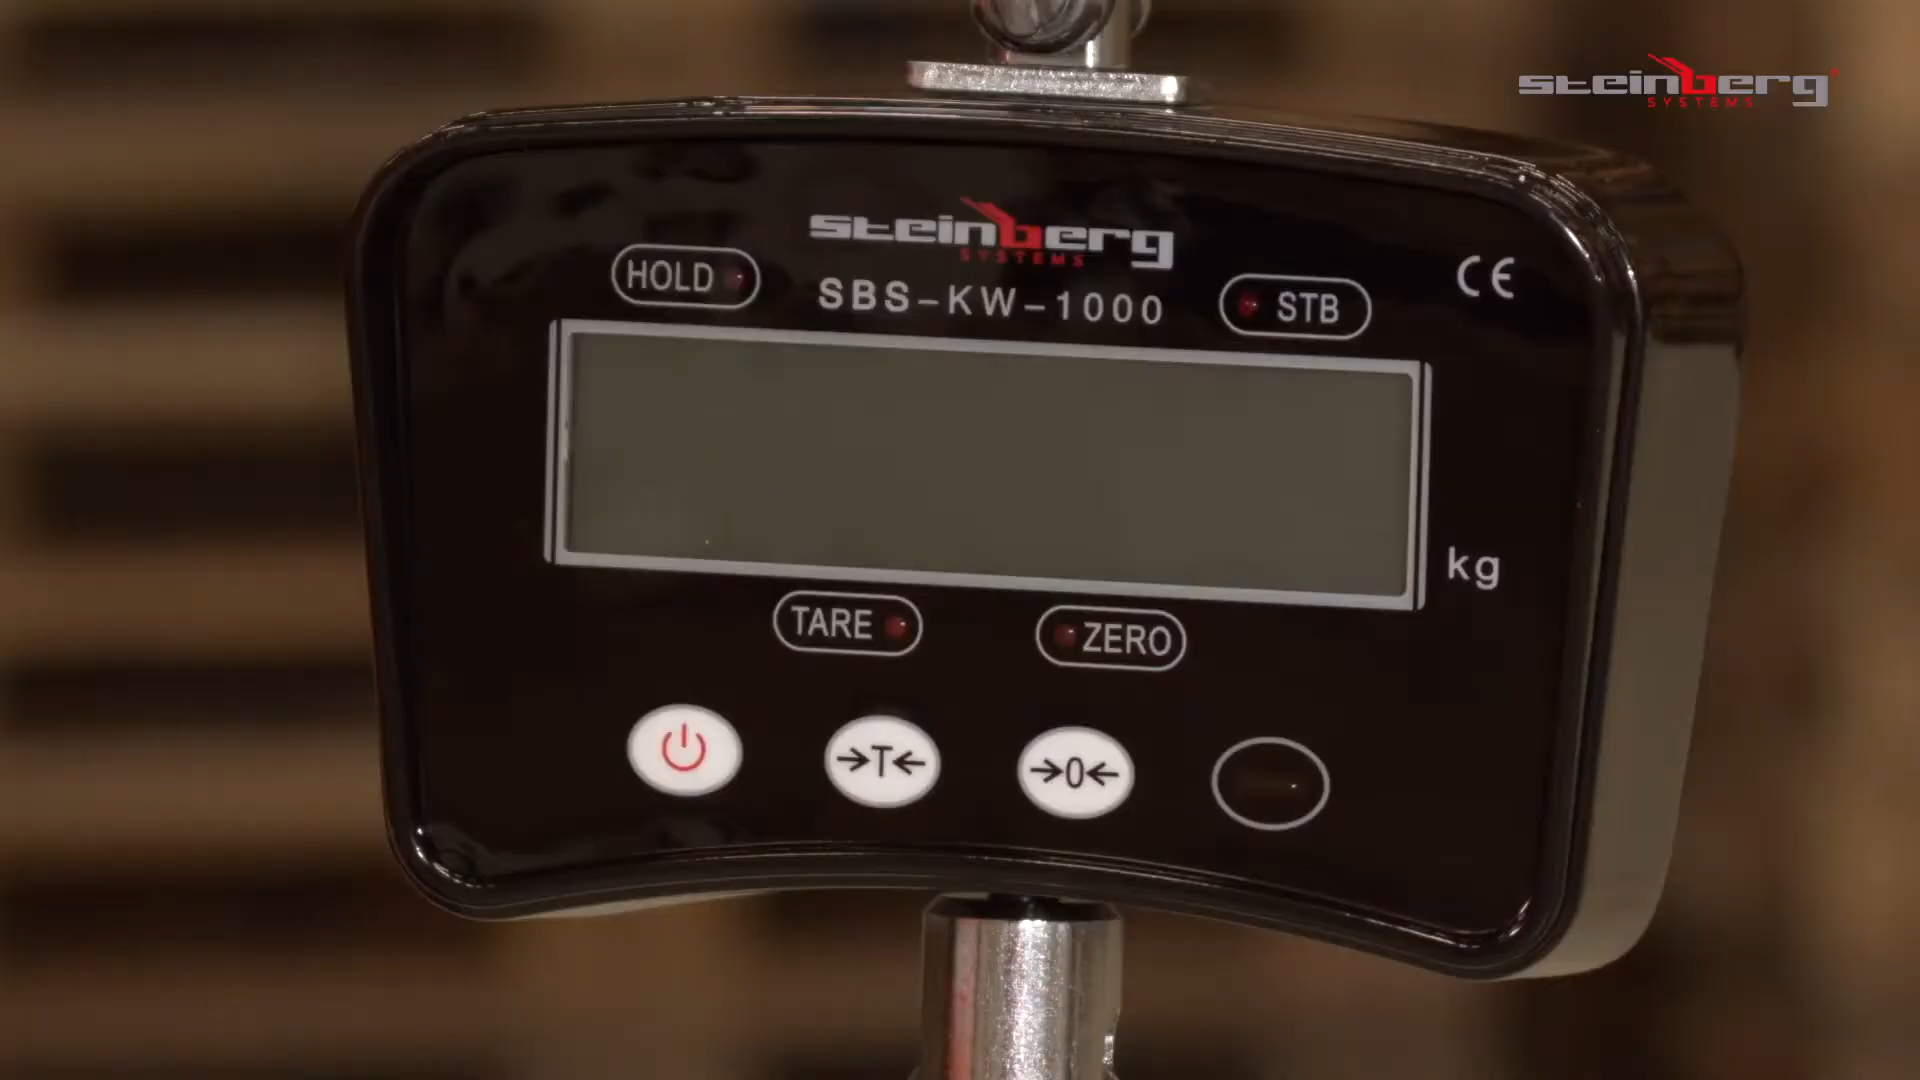 steinberg
SYSTEMS
steinberg
SYSTEMS
HOLD
SBS-KW-1000
STB
CE
kg
TARE
ZERO
→T←
→0←